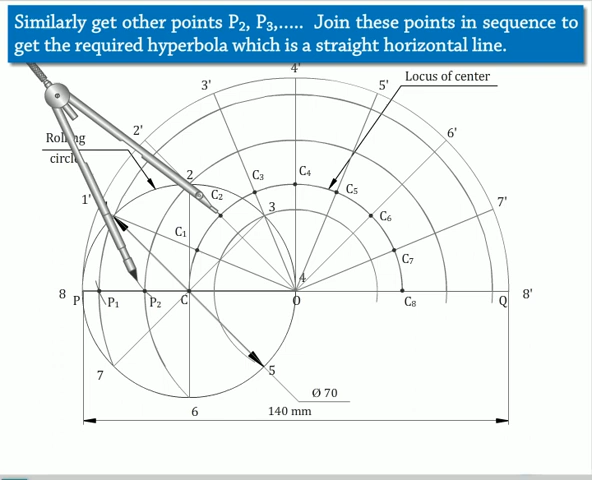 Similarly get other points P2, P3,..... Join these points in sequence to
get the required hyperbola which is a straight horizontal line.
4'
3'
5'
Locus of center
2'
6'
Rolling
circle
2
C3
C4
C5
1'
C2
3
C6
7'
C1
C7
4
8
P
P1
P2
C
O
C8
Q
8'
7
5
Ø 70
6
140 mm